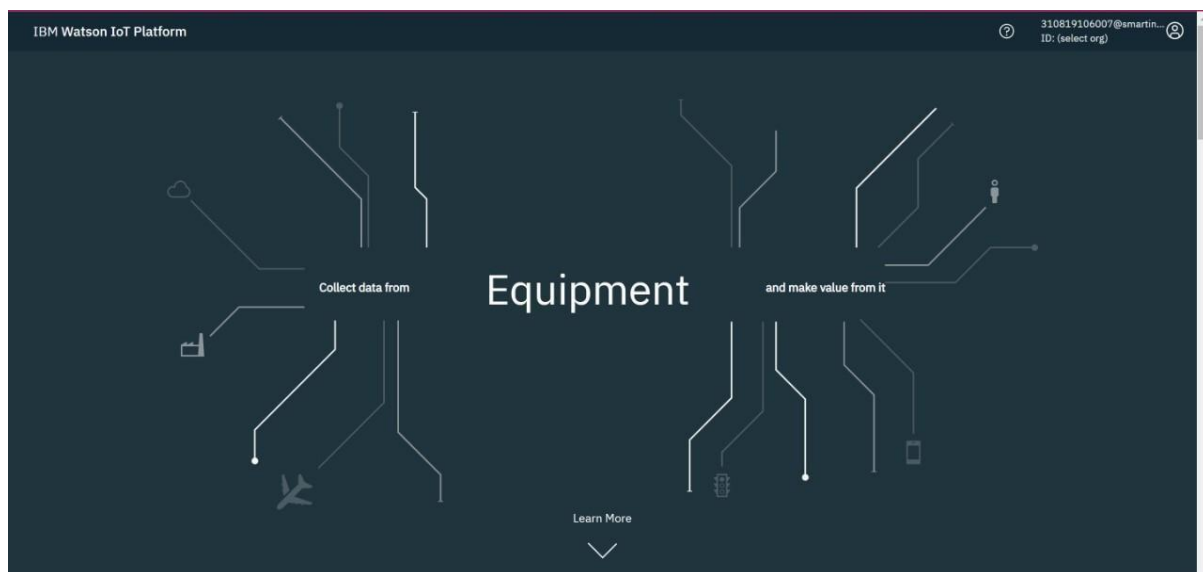 IBM Watson IoT Platform
310819106007@smartin...
ID: (select org)
Collect data from Equipment and make value from it
Learn More